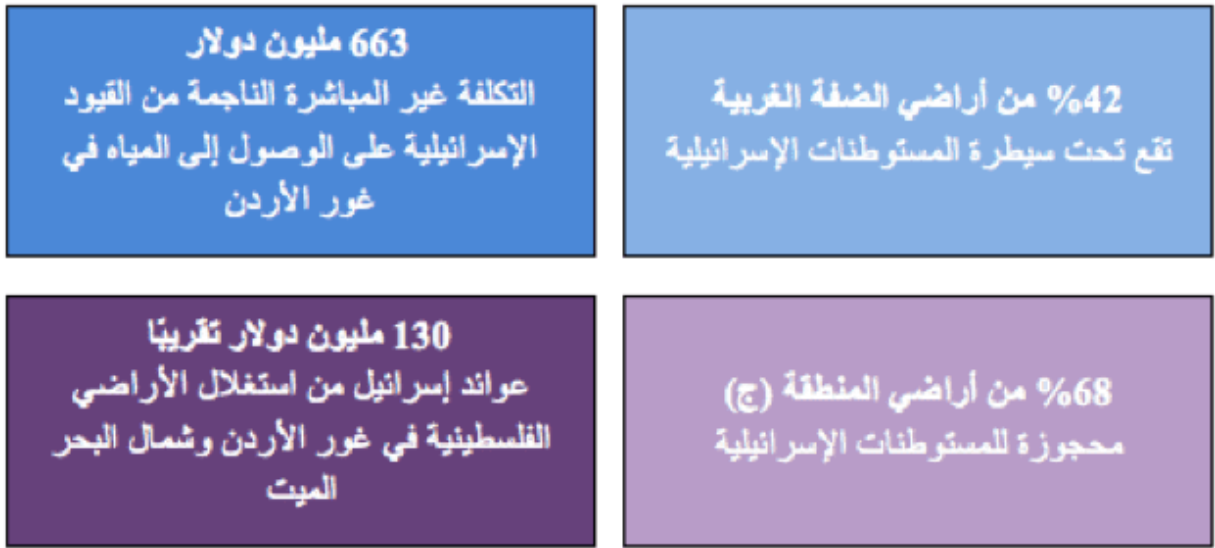 %42 من أراضي الضفة الغربية
تقع تحت سيطرة المستوطنات الإسرائيلية
663 مليون دولار
التكلفة غير المباشرة الناجمة من القيود
الإسرائيلية على الوصول إلى المياه في
غور الأردن
%68 من أراضي المنطقة (ج)
محجوزة للمستوطنات الإسرائيلية
130 مليون دولار تقريبًا
عوائد إسرائيل من استغلال الأراضي
الفلسطينية في غور الأردن وشمال البحر
الميت